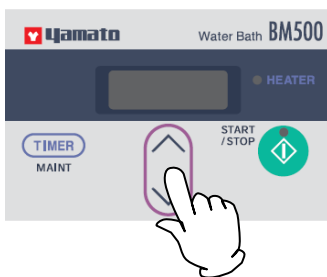 yamato
Water Bath BM500
HEATER
TIMER
MAINT
START
/STOP